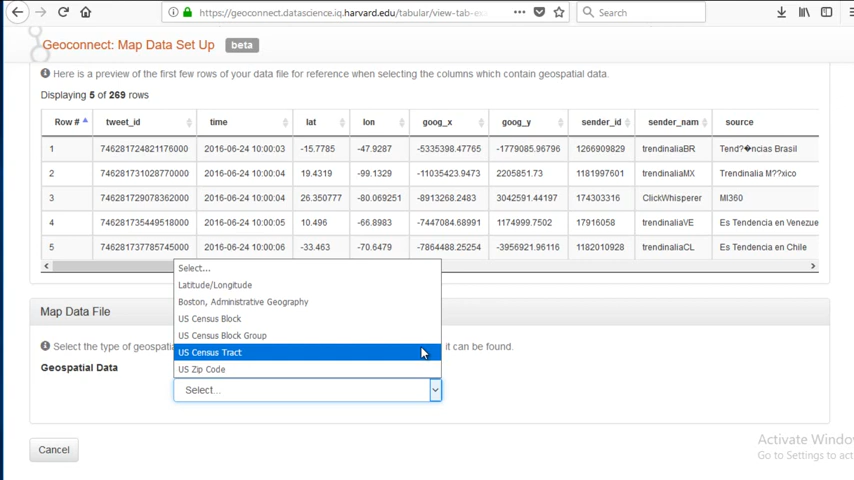 https://geoconnect.datascience.iq.harvard.edu/tabular/view-tab-ex
Search
Geoconnect: Map Data Set Up beta
Here is a preview of the first few rows of your data file for reference when selecting the columns which contain geospatial data.
Displaying 5 of 269 rows
Row # tweet_id time lat lon goog_x goog_y sender_id sender_nam source
1 746281724821176000 2016-06-24 10:00:03 -15.7785 -47.9287 -5335398.47765 -1779085.96796 1266909829 trendinaliaBR Tend?�ncias Brasil
2 746281731028770000 2016-06-24 10:00:04 19.4319 -99.1329 -11035423.9473 2205851.73 1181997601 trendinaliaMX Trendinalia M??xico
3 746281729078362000 2016-06-24 10:00:04 26.350777 -80.069251 -8913268.2483 3042591.44197 174303316 ClickWhisperer MI360
4 746281735449518000 2016-06-24 10:00:05 10.496 -66.8983 -7447084.68991 1174999.7502 17916058 trendinaliaVE Es Tendencia en Venezue
5 746281737785745000 2016-06-24 10:00:06 -33.463 -70.6479 -7864488.25254 -3956921.96116 1182010928 trendinaliaCL Es Tendencia en Chile
Select...
Latitude/Longitude
Boston, Administrative Geography
US Census Block
US Census Block Group
US Census Tract
US Zip Code
Map Data File
Select the type of geospatia it can be found.
Geospatial Data
Select...
Cancel
Activate Windo
Go to Settings to act